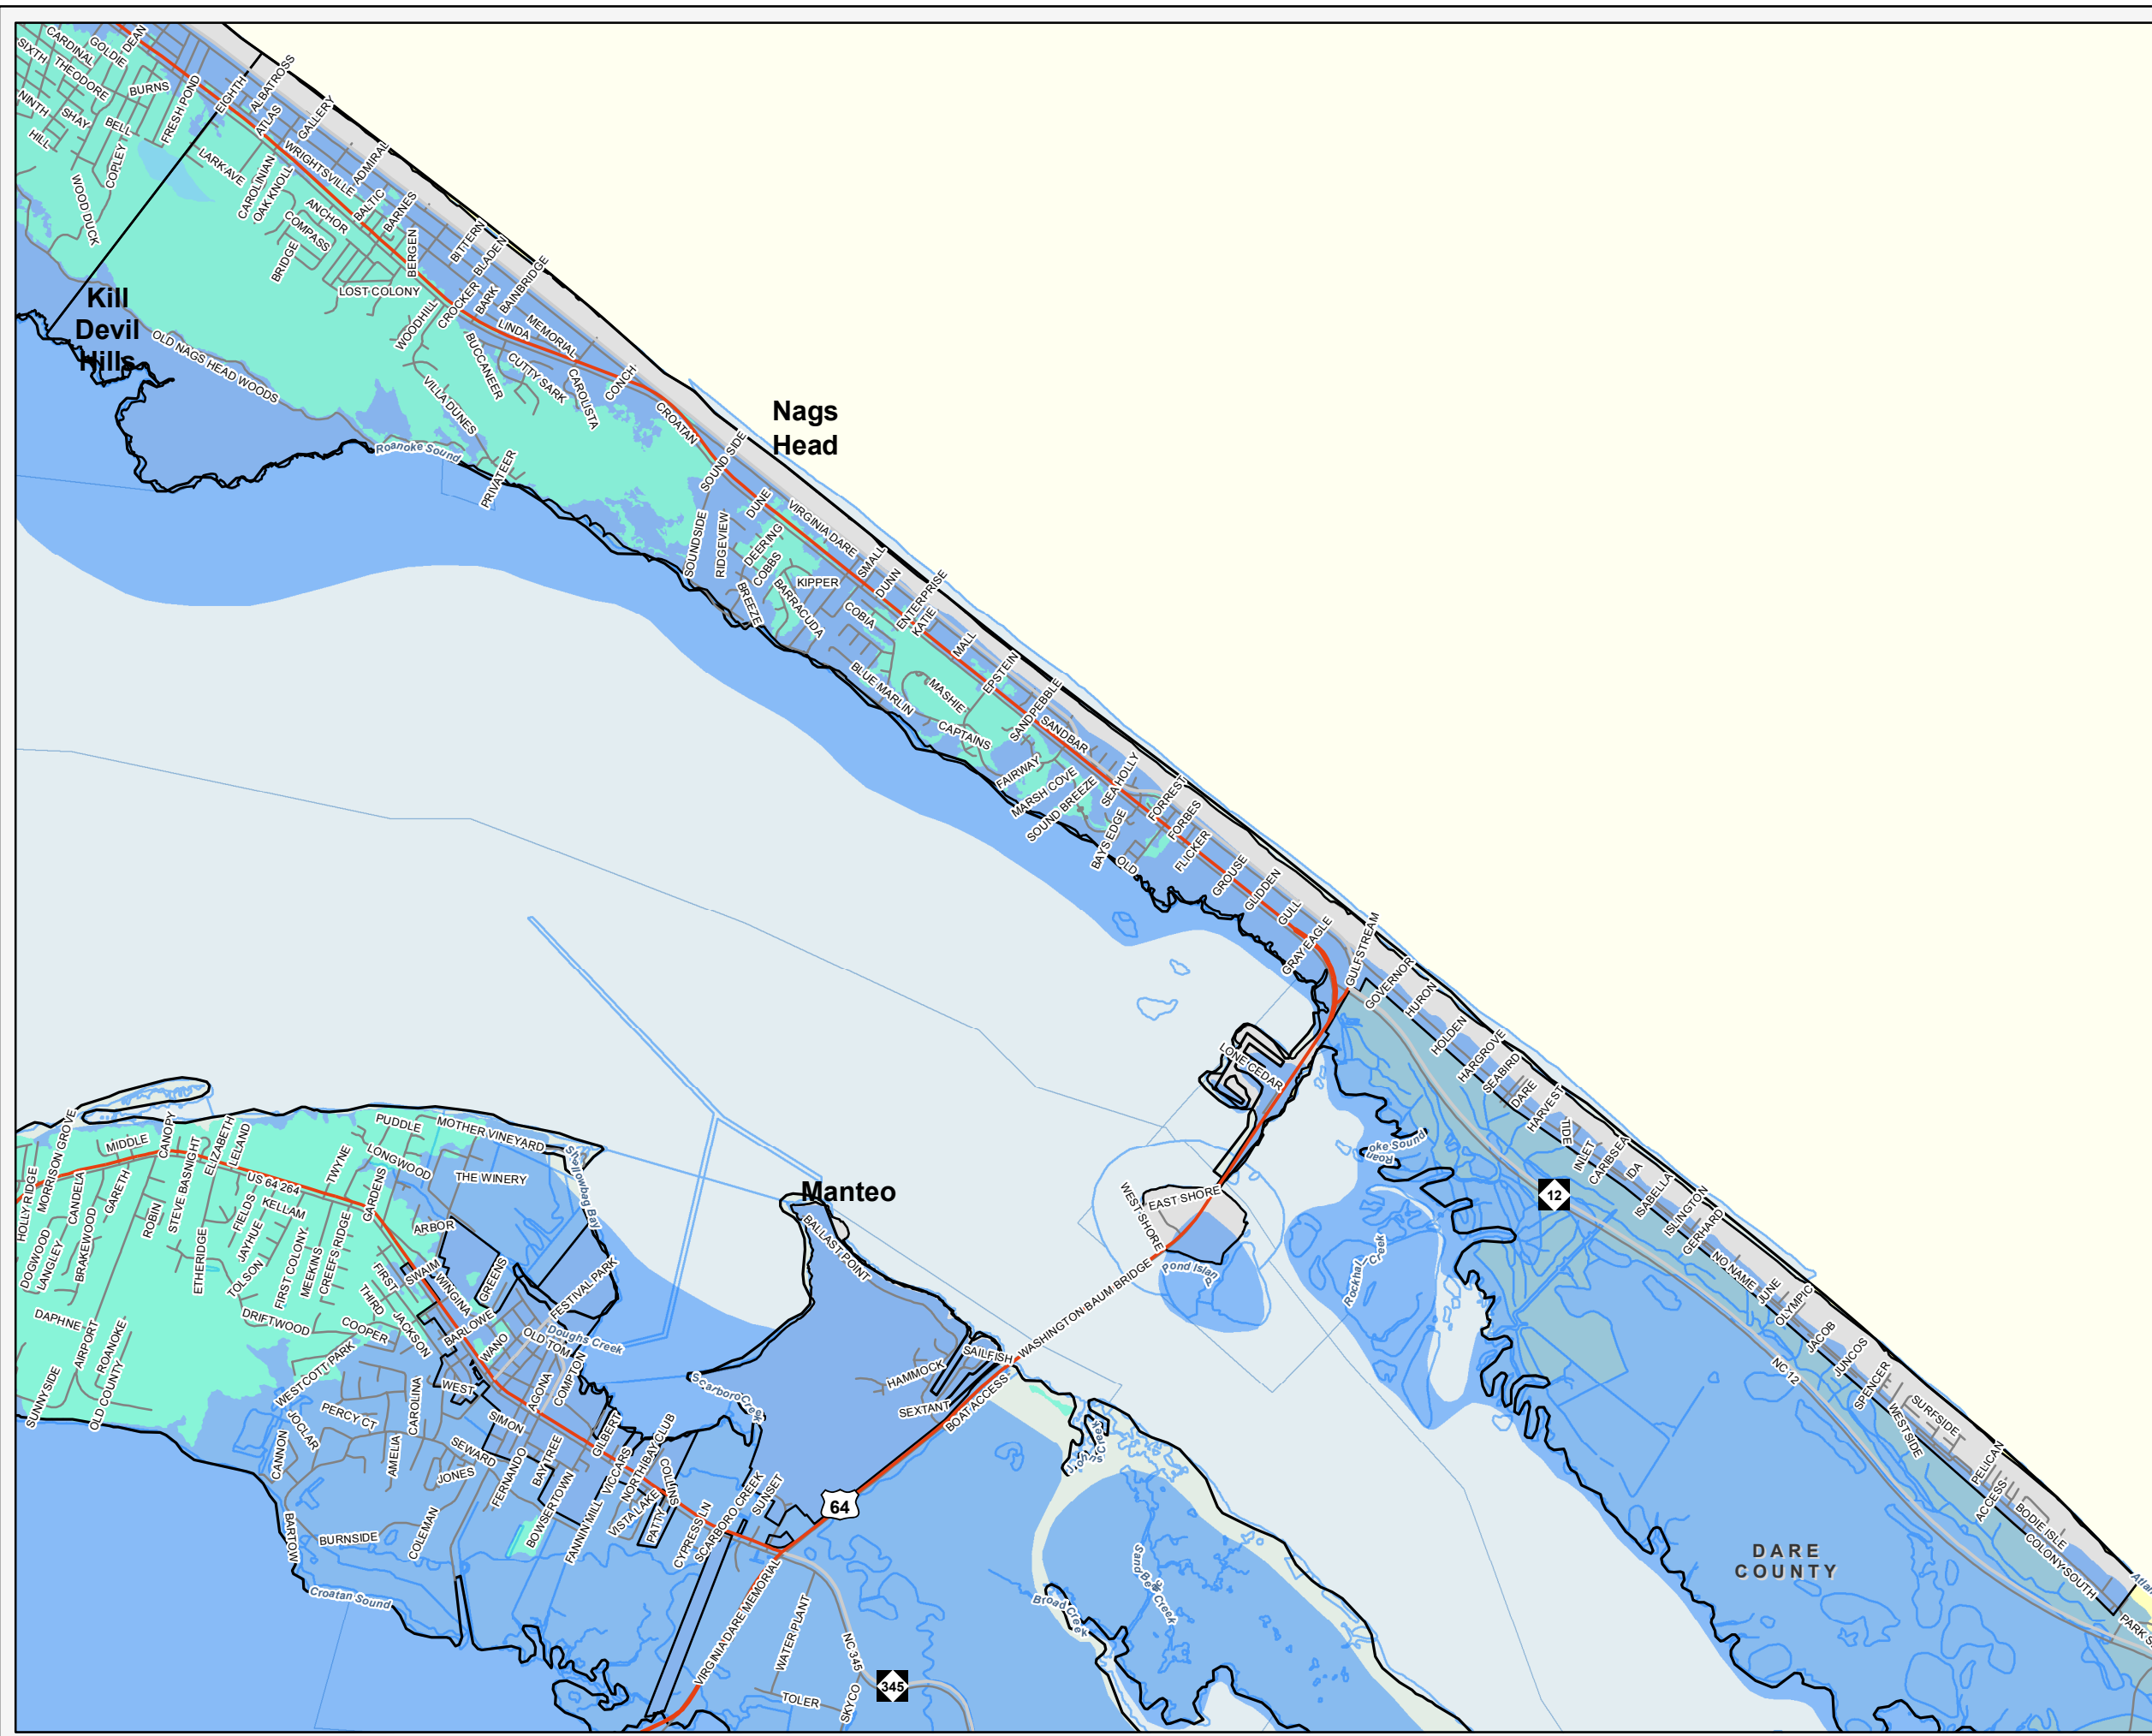 CARDINAL
GOLDIE
DEAN
SIXTH
THEODORE
BURNS
NINTH
SHAY
BELL
FRESH POND
HILL
COPLEY
WOOD DUCK
EIGHTH
ALBATROSS
ATLAS
GALLERY
LARK AVE
WRIGHTSVILLE
ADMIRAL
CAROLINIAN
OAK KNOLL
ANCHOR
BALTIC
BARNES
COMPASS
BRIDGE
BERGEN
BITTERN
BLADEN
BAINBRIDGE
LOST COLONY
CROCKER
BARK
WOODHILL
LINDA
MEMORIAL
Kill
Devil
Hills
OLD NAGS HEAD WOODS
BUCCANEER
CUTTY SARK
CAROLISTA
CONCH
VILLA DUNES
CROATAN
Nags
Head
Roanoke Sound
PRIVATEER
SOUND SIDE
DUNE
VIRGINIA DARE
SOUNDSIDE
RIDGEVIEW
DEERING
COBBS
SMALL
DUNN
KIPPER
BREEZE
BARRACUDA
COBIA
ENTERPRISE
KATIE
MALL
EPSTEIN
BLUE MARLIN
MASHIE
SANDPEBBLE
SANDBAR
CAPTAINS
FAIRWAY
MARSH COVE
SOUND BREEZE
SEA HOLLY
FORREST
FORBES
BAYS EDGE
OLD
FLICKER
GROUSE
GLIDDEN
GULL
GRAY EAGLE
GULFSTREAM
GOVERNOR
HURON
HOLDEN
HARGROVE
SEABIRD
DARE
HARVEST
TIDE
INLET
CARIBSEA
IDA
ISABELLA
ISLINGTON
GERHARD
NO NAME
JUNE
OLYMPIC
JACOB
JUNCOS
SPENCER
WESTSIDE
SURFSIDE
PELICAN
ACCESS
BODIE ISLE
COLONY SOUTH
LONE CEDAR
Roanoke Sound
12
NC 12
EAST SHORE
WEST SHORE
Pond Island
Rockhall
Creek
WASHINGTON BAUM BRIDGE
Manteo
BALLAST POINT
HOLLY RIDGE
MORRISON GROVE
MIDDLE
CANOPY
ELIZABETH
LELAND
PUDDLE
MOTHER VINEYARD
Shallowbag Bay
LONGWOOD
TWYNE
THE WINERY
US 64 264
CANDELA
GARETH
STEVE BASNIGHT
ROBIN
FIELDS
KELLAM
GARDENS
ARBOR
DOGWOOD
LANGLEY
BRAKEWOOD
ETHERIDGE
JAYHUE
TOLSON
FIRST COLONY
MEEKINS
CREEFS RIDGE
FIRST
THIRD
SWAIM
WINGINA
GREENS
FESTIVAL PARK
DAPHNE
AIRPORT
ROANOKE
OLD COUNTY
SUNNYSIDE
DRIFTWOOD
COOPER
JACKSON
BARLOWE
WANO
OLD TOM
Doughs Creek
WESTCOTT PARK
WEST
AGONA
COMPTON
SAILFISH
HAMMOCK
SEXTANT
BOAT ACCESS
Scarboro Creek
JOCLAR
PERCY CT
CAROLINA
SIMON
CANNON
AMELIA
SEWARD
JONES
FERNANDO
BAYTREE
GILBERT
VICCARS
NORTH BAY CLUB
COLLINS
BOWSERTOWN
FANNIN MILL
VISTA LAKE
PATTY
CYPRESS LN
SCARBORO CREEK
SUNSET
64
BARTOW
BURNSIDE
COLEMAN
Croatan Sound
VIRGINIA DARE MEMORIAL
WATER PLANT
NC 345
TOLER
SKYCO
345
Johns
Creek
Broad Creek
Sand Beach
Creek
DARE
COUNTY